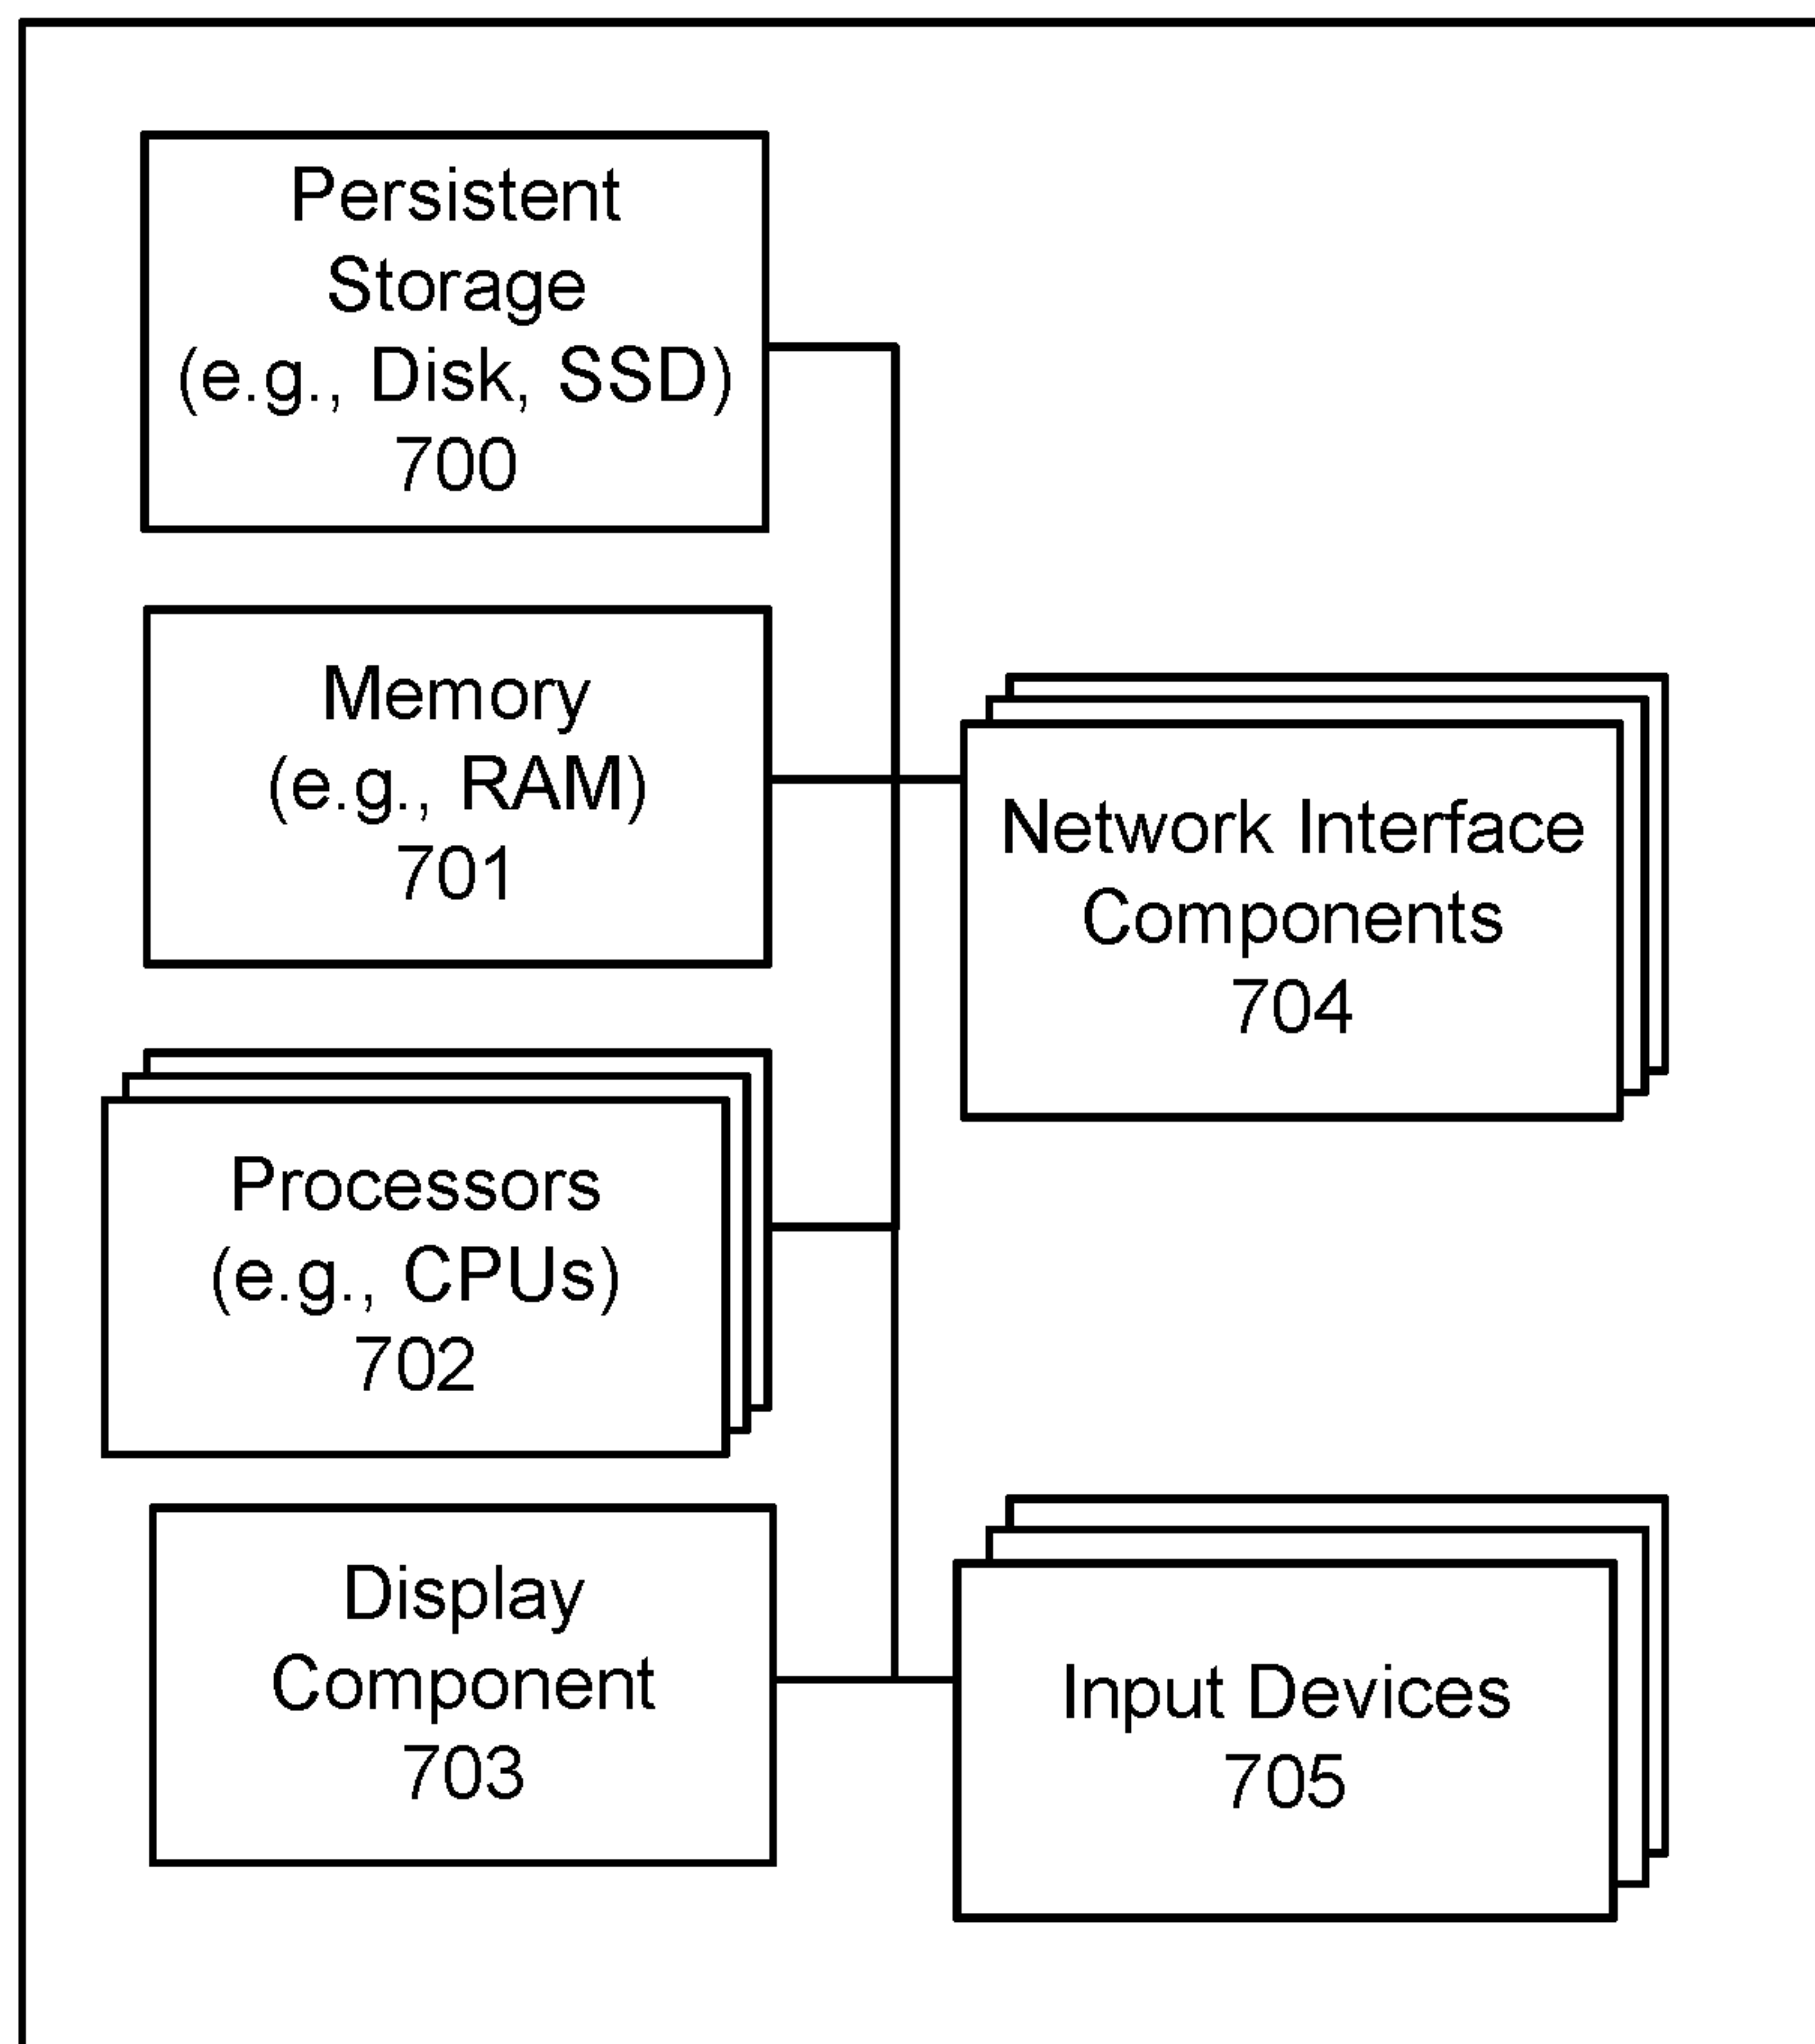 Persistent
Storage
(e.g., Disk, SSD)
700
Memory
(e.g., RAM)
701
Processors
(e.g., CPUs)
702
Display
Component
703
Network Interface
Components
704
Input Devices
705